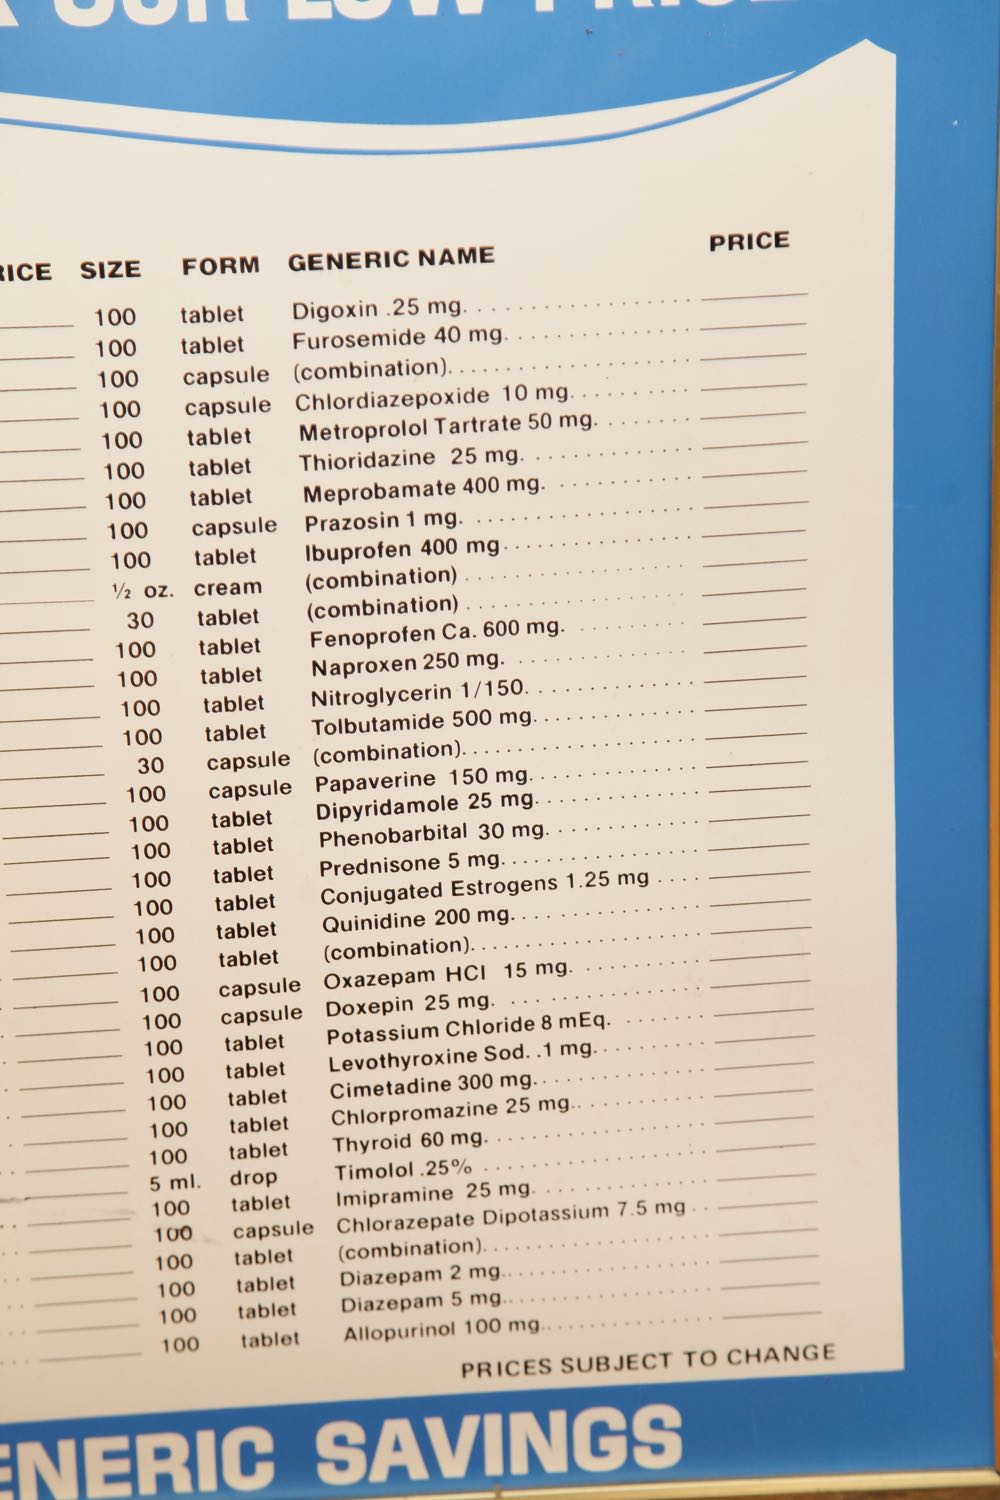 OUR LOW PRICE
RICE SIZE FORM GENERIC NAME PRICE
100 tablet Digoxin .25 mg.
100 tablet Furosemide 40 mg.
100 capsule (combination).
100 capsule Chlordiazepoxide 10 mg.
100 tablet Metroprolol Tartrate 50 mg.
100 tablet Thioridazine 25 mg.
100 tablet Meprobamate 400 mg.
100 capsule Prazosin 1 mg.
100 tablet Ibuprofen 400 mg
½ oz. cream (combination)
30 tablet (combination)
100 tablet Fenoprofen Ca. 600 mg.
100 tablet Naproxen 250 mg.
100 tablet Nitroglycerin 1/150.
100 tablet Tolbutamide 500 mg.
30 capsule (combination).
100 capsule Papaverine 150 mg.
100 tablet Dipyridamole 25 mg.
100 tablet Phenobarbital 30 mg.
100 tablet Prednisone 5 mg.
100 tablet Conjugated Estrogens 1.25 mg
100 tablet Quinidine 200 mg.
100 tablet (combination).
100 capsule Oxazepam HCl 15 mg.
100 capsule Doxepin 25 mg.
100 tablet Potassium Chloride 8 mEq.
100 tablet Levothyroxine Sod. .1 mg.
100 tablet Cimetadine 300 mg.
100 tablet Chlorpromazine 25 mg..
100 tablet Thyroid 60 mg.
5 ml. drop Timolol .25%
100 tablet Imipramine 25 mg.
100 capsule Chlorazepate Dipotassium 7.5 mg
100 tablet (combination).
100 tablet Diazepam 2 mg..
100 tablet Diazepam 5 mg..
100 tablet Allopurinol 100 mg..
PRICES SUBJECT TO CHANGE
ENERIC SAVINGS